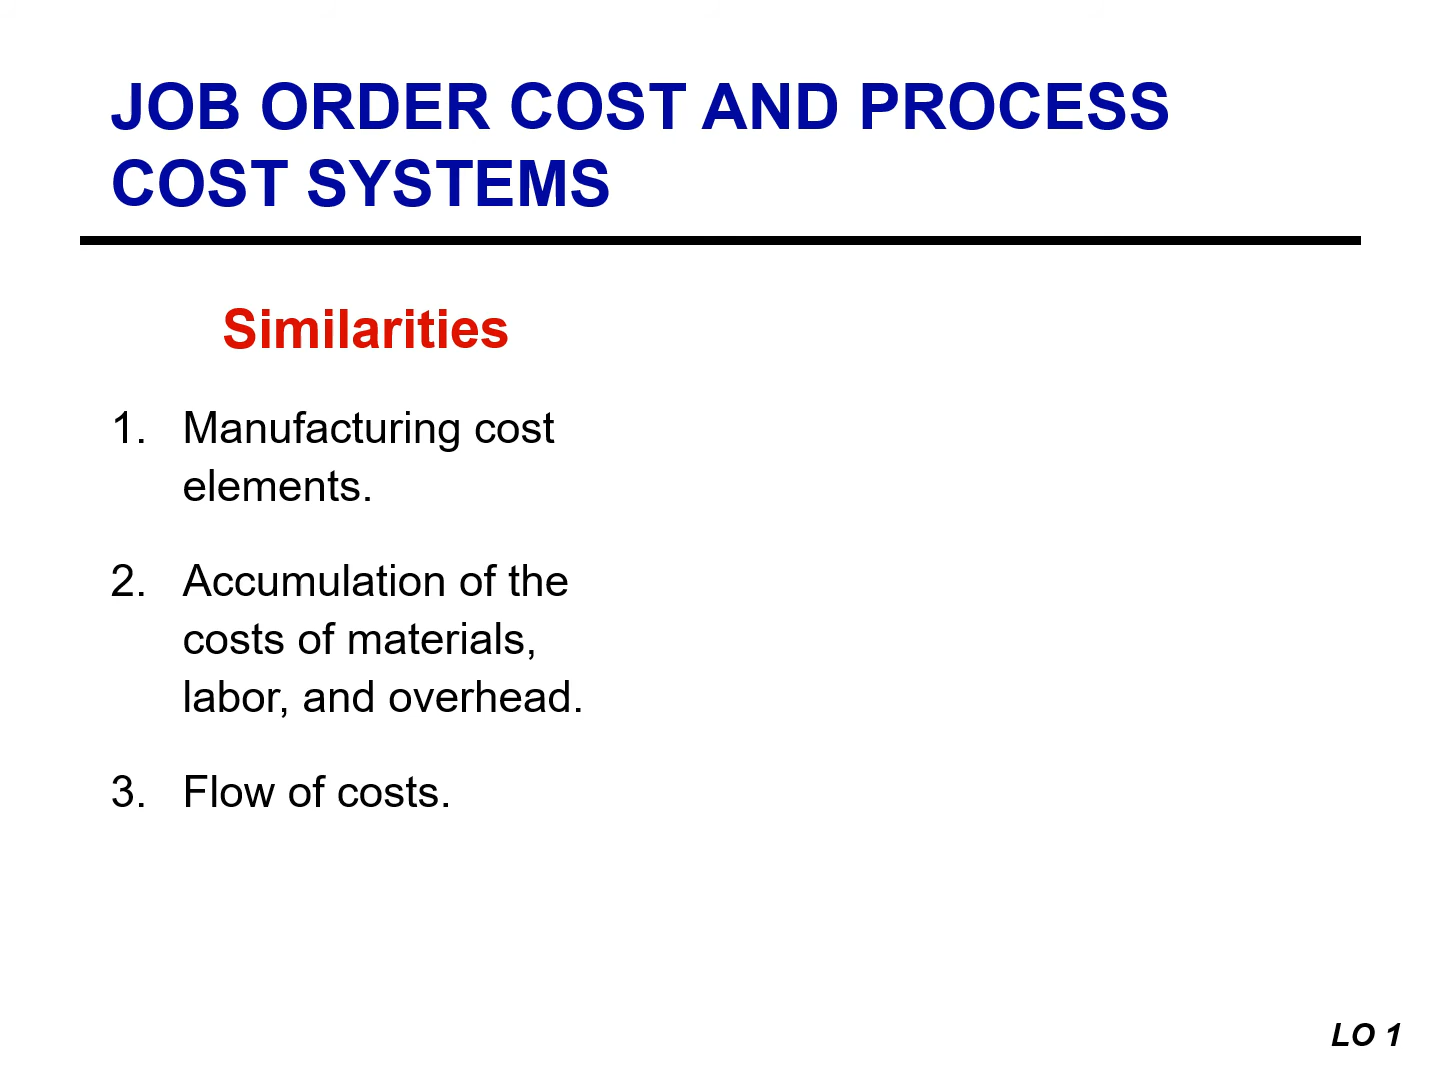 JOB ORDER COST AND PROCESS
COST SYSTEMS
Similarities
1. Manufacturing cost
elements.
2. Accumulation of the
costs of materials,
labor, and overhead.
3. Flow of costs.
LO 1